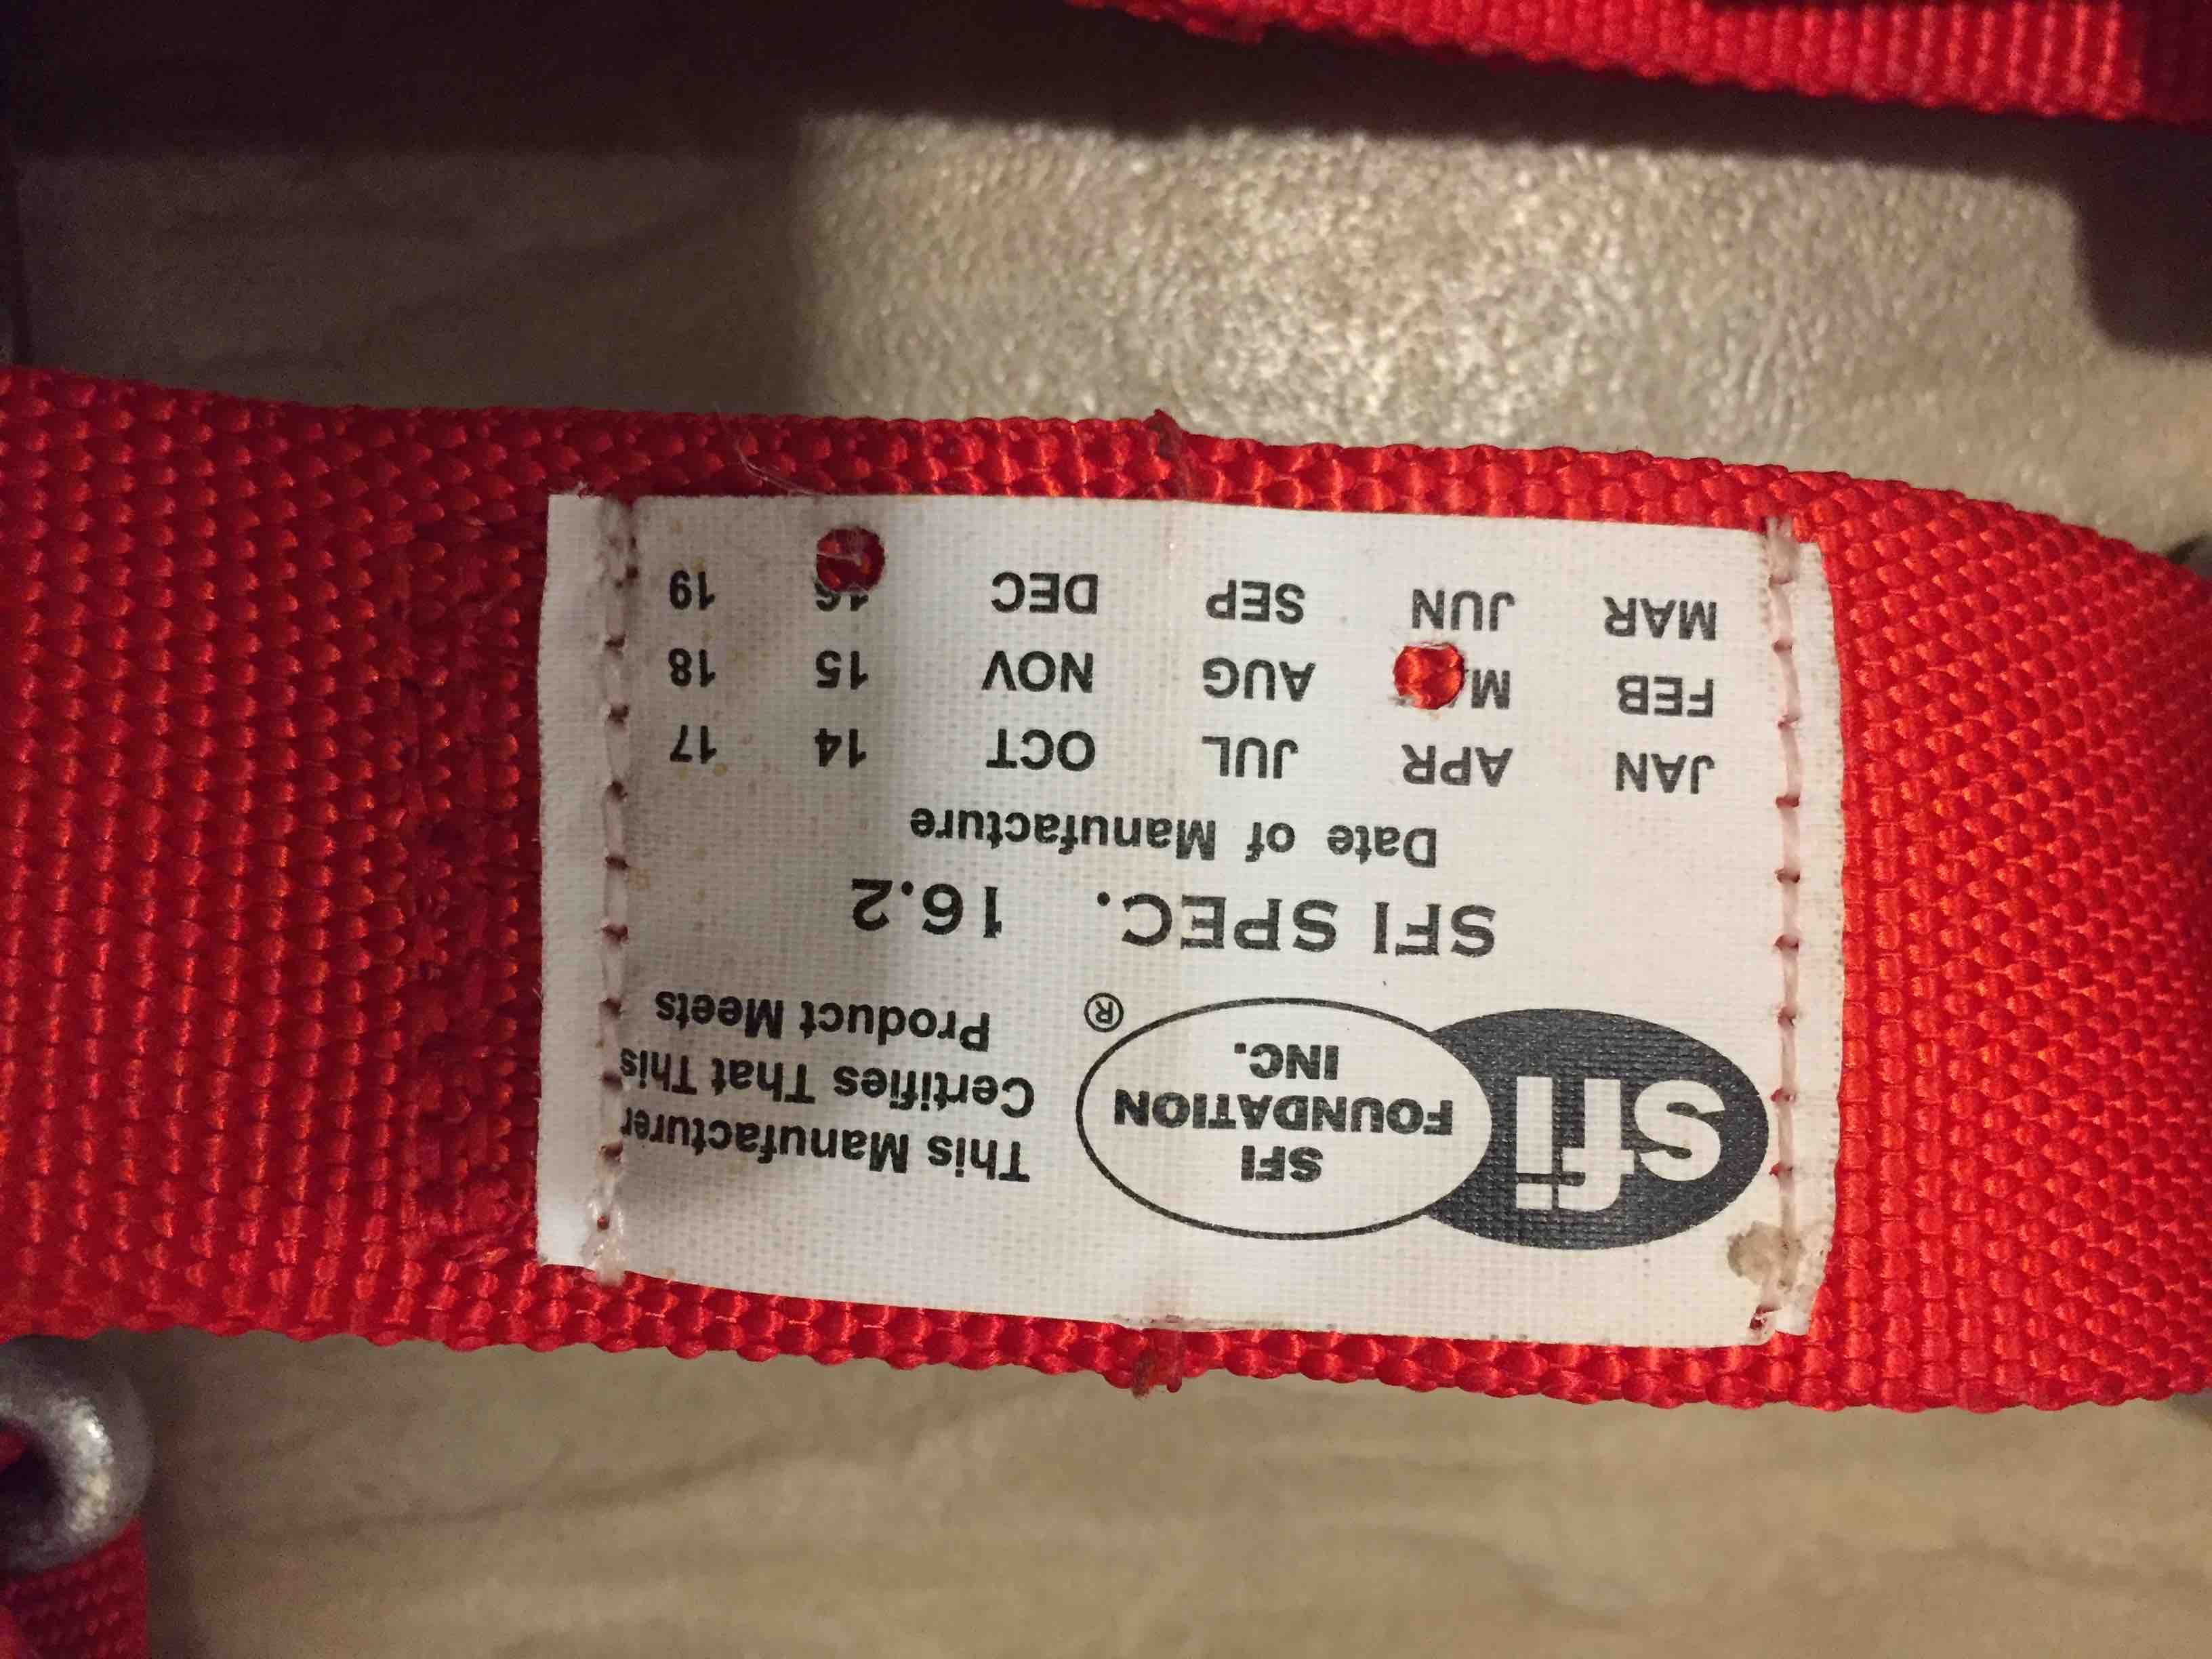 sfi
SFI
FOUNDATION
INC.
®
This Manufacturer
Certifies That This
Product Meets
SFI SPEC. 16.2
Date of Manufacture
JAN APR JUL OCT 14 17
FEB AUG NOV 15 18
MAR JUN SEP DEC 16 19